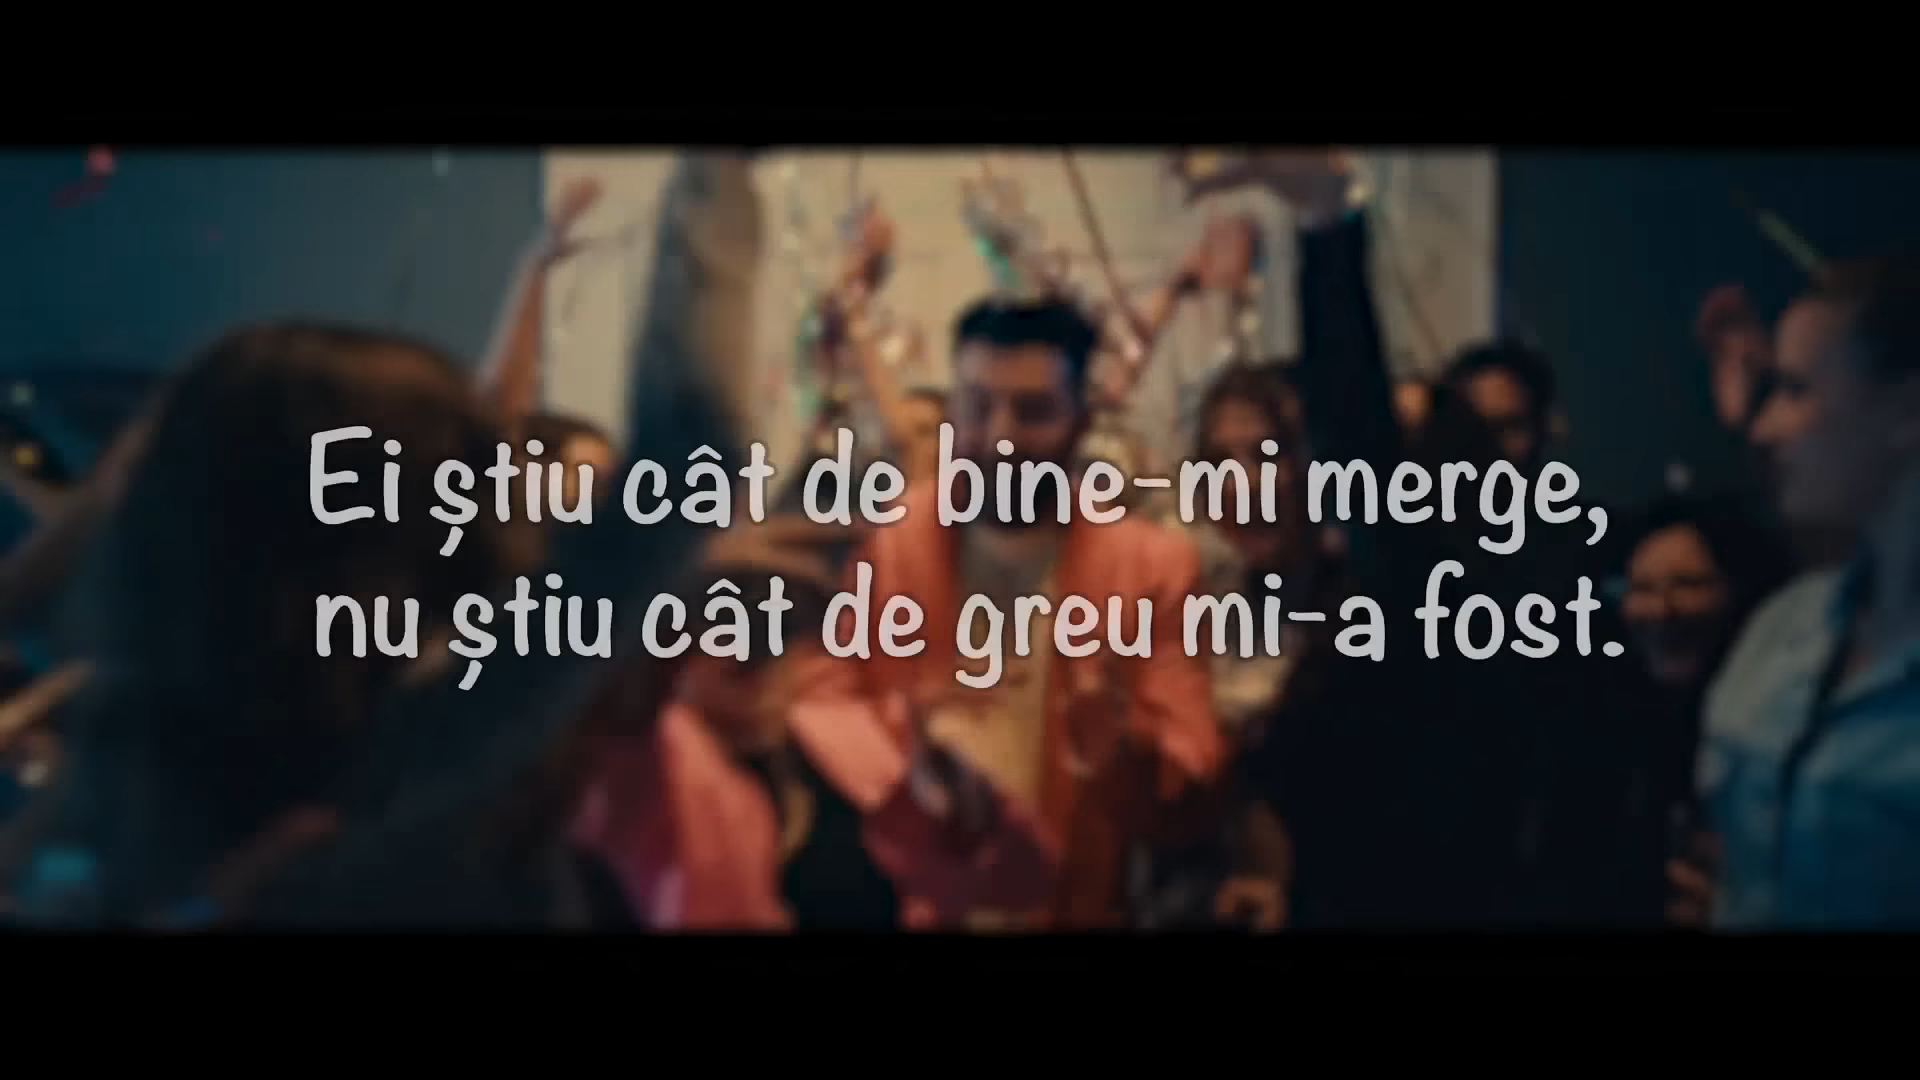 Ei știu cât de bine-mi merge,
nu știu cât de greu mi-a fost.